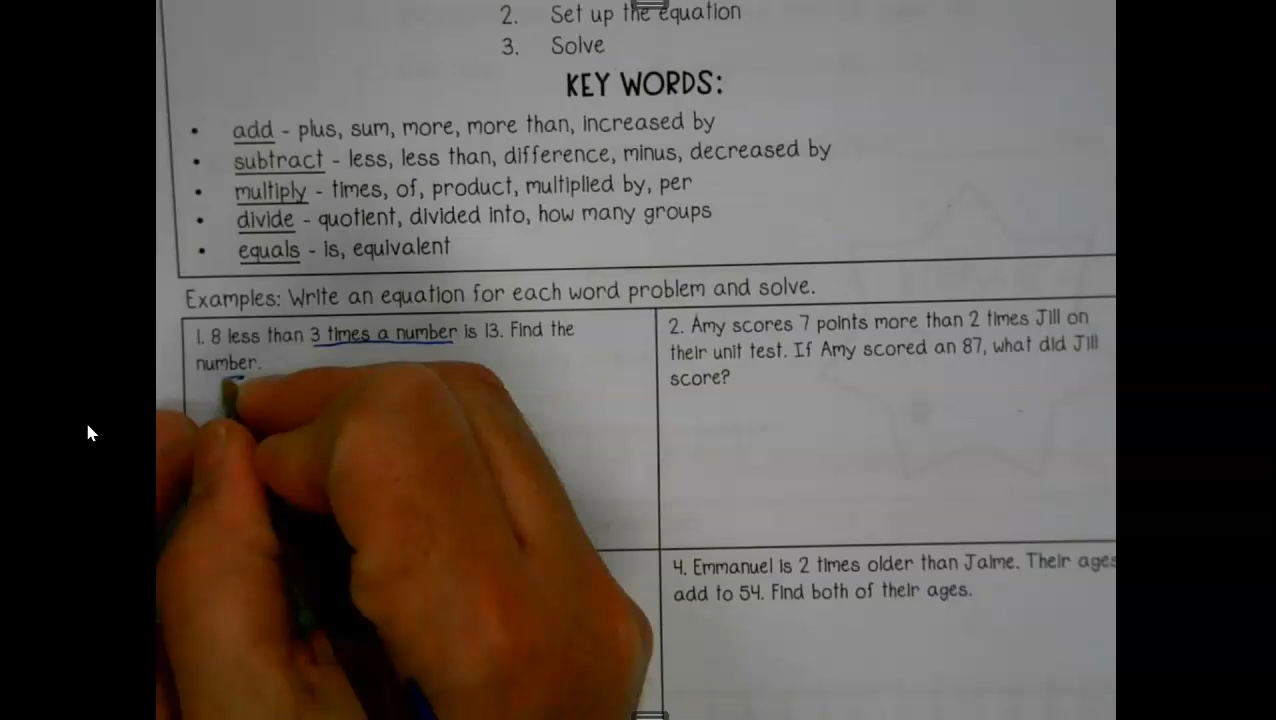 2. Set up the equation
3. Solve
KEY WORDS:
• add - plus, sum, more, more than, increased by
• subtract - less, less than, difference, minus, decreased by
• multiply - times, of, product, multiplied by, per
• divide - quotient, divided into, how many groups
• equals - is, equivalent
Examples: Write an equation for each word problem and solve.
1. 8 less than 3 times a number is 13. Find the
number.
2. Amy scores 7 points more than 2 times Jill on
their unit test. If Amy scored an 87, what did Jill
score?
4. Emmanuel is 2 times older than Jaime. Their ages
add to 54. Find both of their ages.